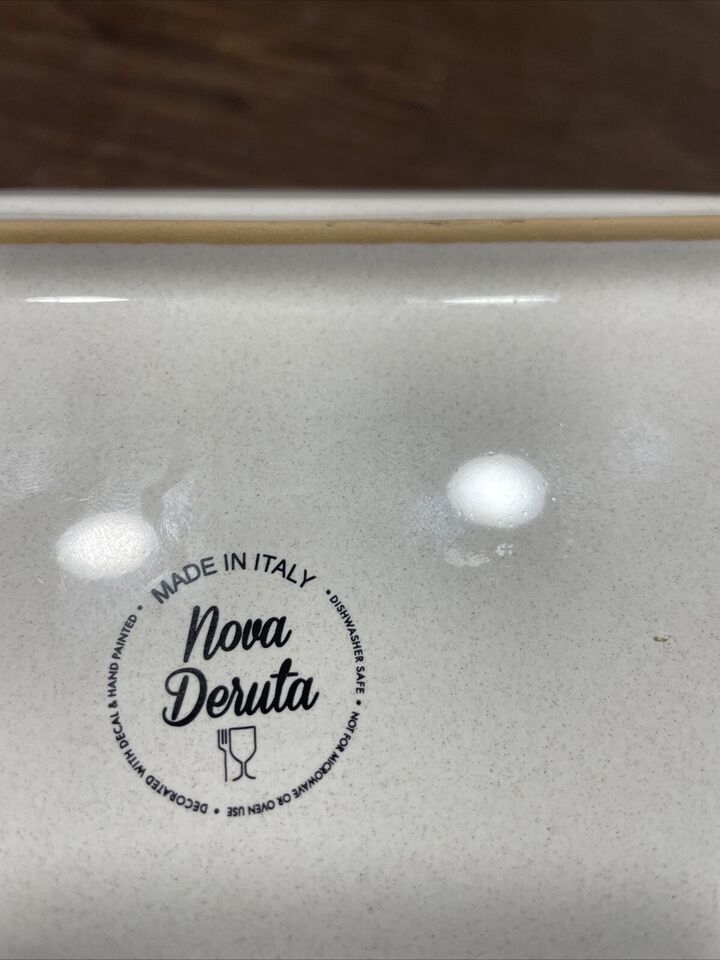 MADE IN ITALY
• DISHWASHER SAFE • NOT FOR MICROWAVE OR OVEN USE • DECORATED WITH DECAL & HAND PAINTED •
Nova
Deruta